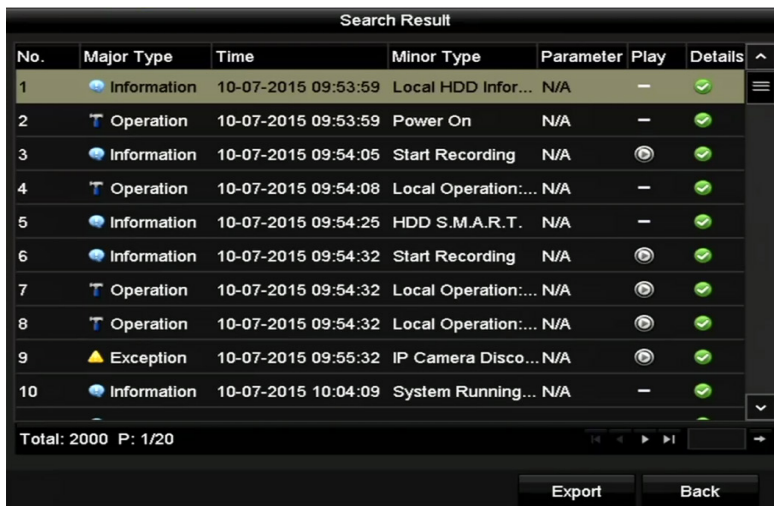 Search Result
No. Major Type Time Minor Type Parameter Play Details
1 Information 10-07-2015 09:53:59 Local HDD Infor... N/A –
2 Operation 10-07-2015 09:53:59 Power On N/A –
3 Information 10-07-2015 09:54:05 Start Recording N/A
4 Operation 10-07-2015 09:54:08 Local Operation:... N/A –
5 Information 10-07-2015 09:54:25 HDD S.M.A.R.T. N/A –
6 Information 10-07-2015 09:54:32 Start Recording N/A
7 Operation 10-07-2015 09:54:32 Local Operation:... N/A
8 Operation 10-07-2015 09:54:32 Local Operation:... N/A
9 Exception 10-07-2015 09:55:32 IP Camera Disco... N/A
10 Information 10-07-2015 10:04:09 System Running... N/A –
Total: 2000 P: 1/20
Export Back